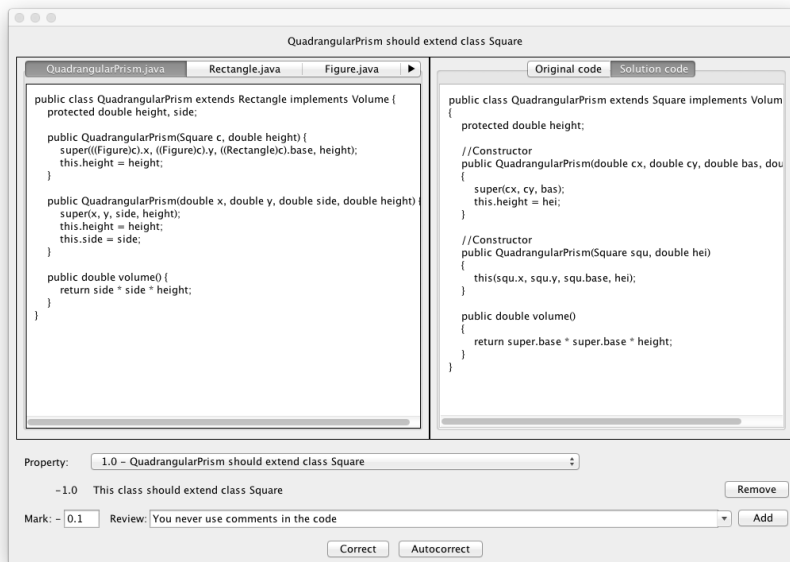 QuadrangularPrism should extend class Square
QuadrangularPrism.java Rectangle.java Figure.java
public class QuadrangularPrism extends Rectangle implements Volume {
protected double height, side;
public QuadrangularPrism(Square c, double height) {
super(((Figure)c).x, ((Figure)c).y, ((Rectangle)c).base, height);
this.height = height;
}
public QuadrangularPrism(double x, double y, double side, double height) {
super(x, y, side, height);
this.height = height;
this.side = side;
}
public double volume() {
return side * side * height;
}
}
Original code Solution code
public class QuadrangularPrism extends Square implements Volum
{
protected double height;
//Constructor
public QuadrangularPrism(double cx, double cy, double bas, dou
{
super(cx, cy, bas);
this.height = hei;
}
//Constructor
public QuadrangularPrism(Square squ, double hei)
{
this(squ.x, squ.y, squ.base, hei);
}
public double volume()
{
return super.base * super.base * height;
}
}
Property: 1.0 - QuadrangularPrism should extend class Square
-1.0 This class should extend class Square Remove
Mark: - 0.1 Review: You never use comments in the code Add
Correct Autocorrect